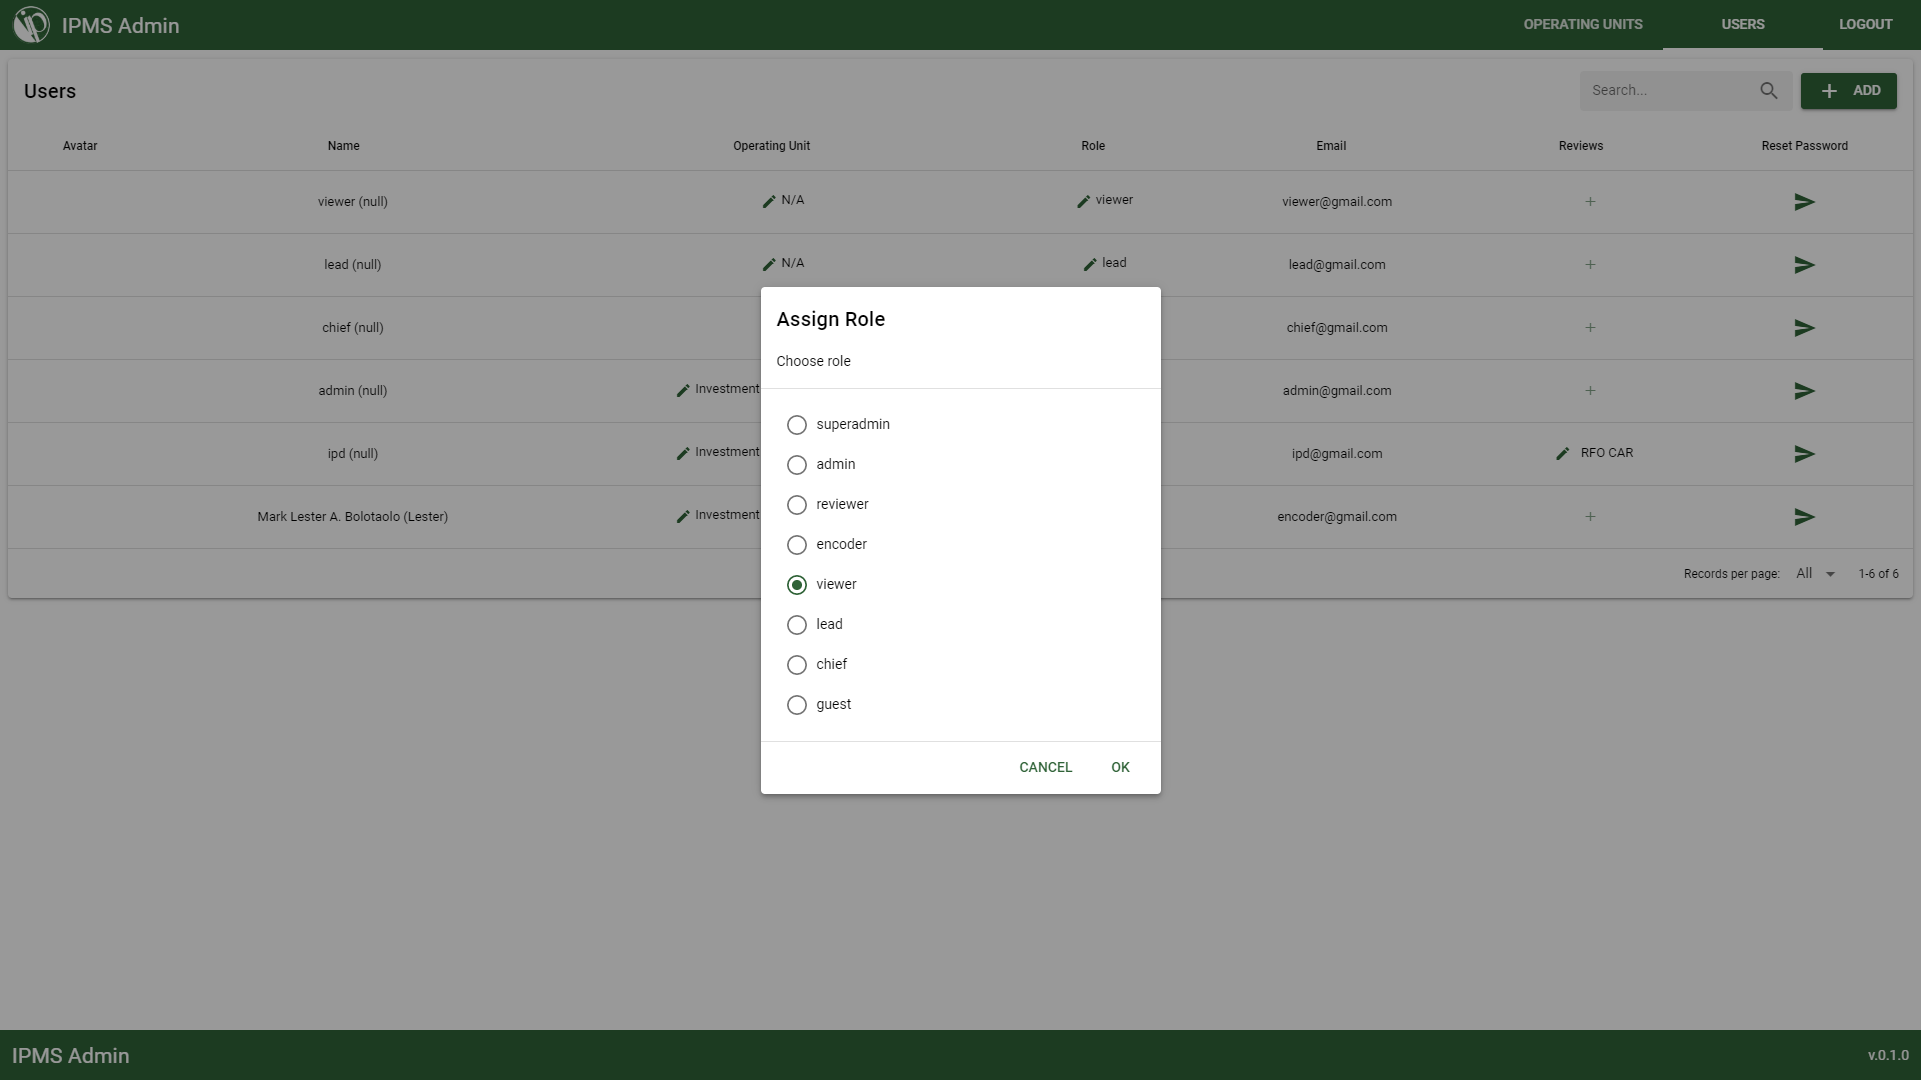 IPMS Admin
OPERATING UNITS
USERS
LOGOUT
Users
Search...
ADD
Avatar Name Operating Unit Role Email Reviews Reset Password
viewer (null) N/A viewer viewer@gmail.com
lead (null) N/A lead lead@gmail.com
chief (null) chief@gmail.com
admin (null) Investment admin@gmail.com
ipd (null) Investment ipd@gmail.com RFO CAR
Mark Lester A. Bolotaolo (Lester) Investment encoder@gmail.com
Records per page: All 1-6 of 6
Assign Role
Choose role
superadmin
admin
reviewer
encoder
viewer
lead
chief
guest
CANCEL OK
IPMS Admin
v.0.1.0